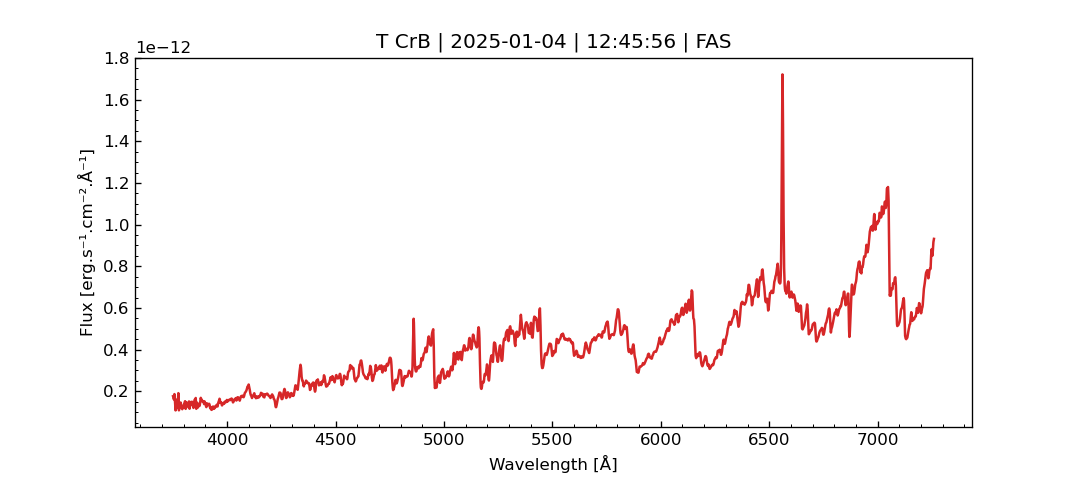 T CrB | 2025-01-04 | 12:45:56 | FAS
1e−12
1.8
1.6
1.4
1.2
1.0
0.8
0.6
0.4
0.2
Flux [erg.s⁻¹.cm⁻².Å⁻¹]
4000 4500 5000 5500 6000 6500 7000
Wavelength [Å]